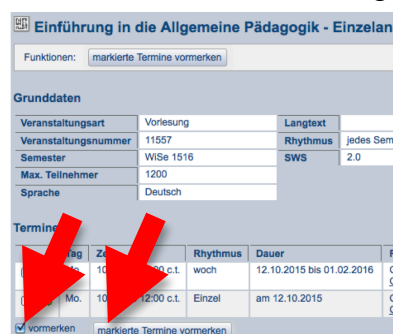 Einführung in die Allgemeine Pädagogik - Einzelan
Funktionen: markierte Termine vormerken
Grunddaten
Veranstaltungsart Vorlesung Langtext
Veranstaltungsnummer 11557 Rhythmus jedes Sem
Semester WiSe 1516 SWS 2.0
Max. Teilnehmer 1200
Sprache Deutsch
Termine
Tag Rhythmus Dauer
c.t. woch 12.10.2015 bis 01.02.2016
Mo. 12:00 c.t. Einzel am 12.10.2015
vormerken markierte Termine vormerken